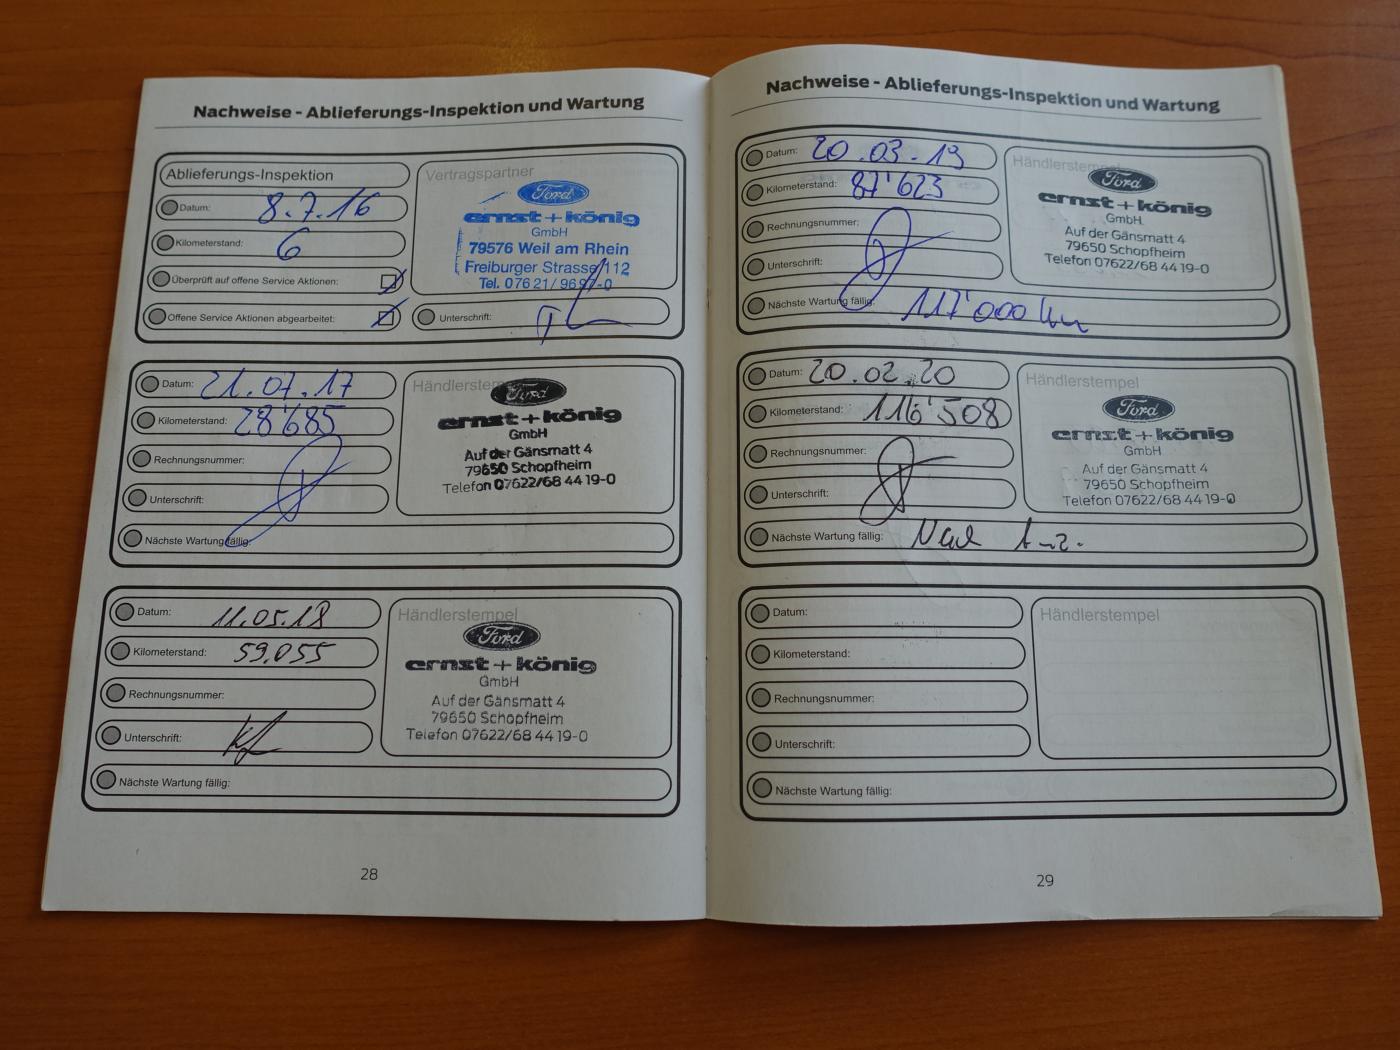 Nachweise - Ablieferungs-Inspektion und Wartung
Ablieferungs-Inspektion
Datum: 8.7.16
Kilometerstand: 6
Überprüft auf offene Service Aktionen:
Offene Service Aktionen abgearbeitet:
Vertragspartner
Ford
ernst + könig
GmbH
79576 Weil am Rhein
Freiburger Strasse 112
Tel. 07621/9697-0
Unterschrift:
Datum: 21.07.17
Kilometerstand: 28'685
Rechnungsnummer:
Unterschrift:
Nächste Wartung fällig:
Händlerstempel
Ford
ernst + könig
GmbH
Auf der Gänsmatt 4
79650 Schopfheim
Telefon 07622/68 44 19-0
Datum: 11.05.18
Kilometerstand: 59.055
Rechnungsnummer:
Unterschrift:
Nächste Wartung fällig:
Händlerstempel
Ford
ernst + könig
GmbH
Auf der Gänsmatt 4
79650 Schopfheim
Telefon 07622/68 44 19-0
28
Nachweise - Ablieferungs-Inspektion und Wartung
Datum: 20.03.19
Kilometerstand: 87'623
Rechnungsnummer:
Unterschrift:
Nächste Wartung fällig: 117'000 km
Händlerstempel
Ford
ernst + könig
GmbH.
Auf der Gänsmatt 4
79650 Schopfheim
Telefon 07622/68 44 19-0
Datum: 20.02.20
Kilometerstand: 116'508
Rechnungsnummer:
Unterschrift:
Nächste Wartung fällig: Nach Anz.
Händlerstempel
Ford
ernst + könig
GmbH
Auf der Gänsmatt 4
79650 Schopfheim
Telefon 07622/68 44 19-0
Datum:
Kilometerstand:
Rechnungsnummer:
Unterschrift:
Nächste Wartung fällig:
Händlerstempel
29